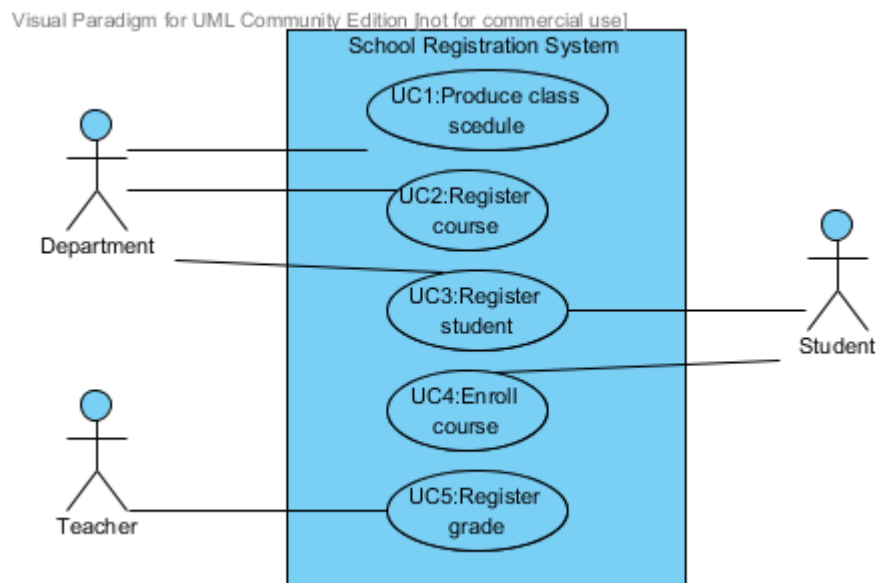 Visual Paradigm for UML Community Edition [not for commercial use]
School Registration System
UC1:Produce class
scedule
UC2:Register
course
Department
UC3:Register
student
Student
UC4:Enroll
course
UC5:Register
grade
Teacher